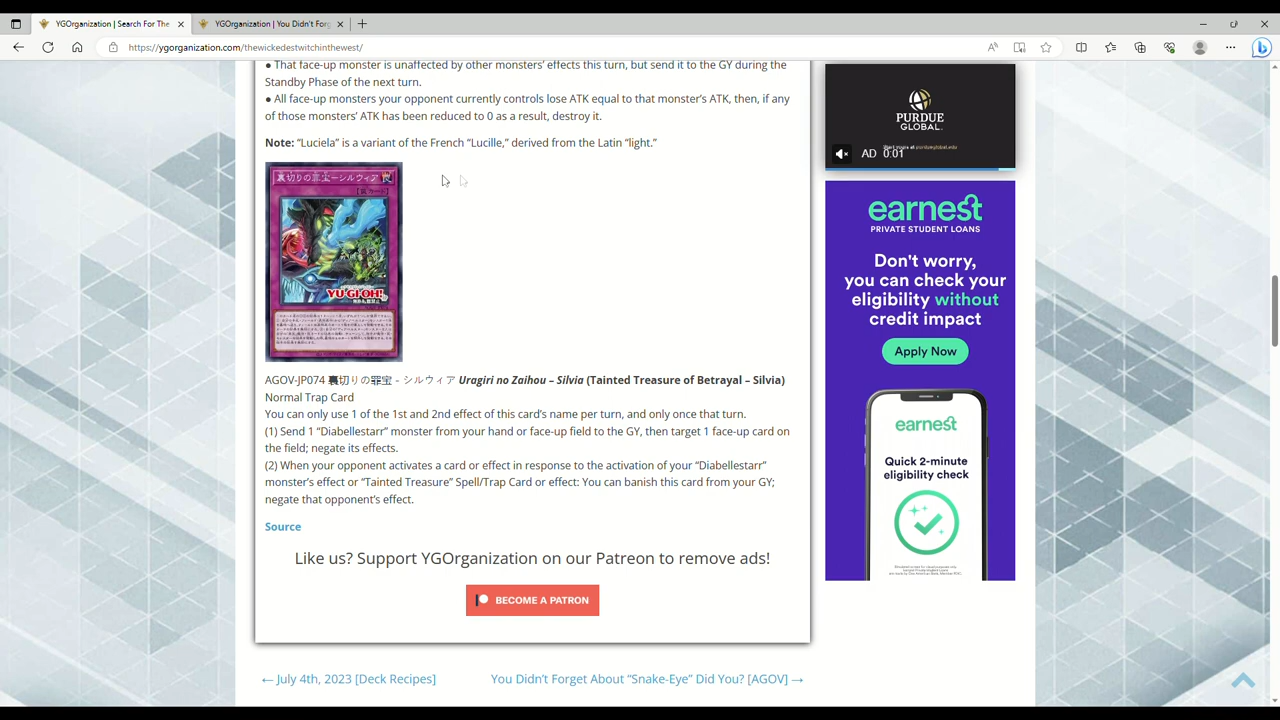 YGOrganization | Search For The
YGOrganization | You Didn't Forg
https://ygorganization.com/thewickedestwitchinthewest/
● That face-up monster is unaffected by other monsters' effects this turn, but send it to the GY during the
Standby Phase of the next turn.
● All face-up monsters your opponent currently controls lose ATK equal to that monster's ATK, then, if any
of those monsters' ATK has been reduced to 0 as a result, destroy it.
Note: “Luciela” is a variant of the French “Lucille,” derived from the Latin “light.”
裏切りの罪宝-シルウィア
YU-GI-OH!
AGOV-JP074 裏切りの罪宝 - シルウィア Uragiri no Zaihou – Silvia (Tainted Treasure of Betrayal – Silvia)
Normal Trap Card
You can only use 1 of the 1st and 2nd effect of this card's name per turn, and only once that turn.
(1) Send 1 “Diabellestarr” monster from your hand or face-up field to the GY, then target 1 face-up card on
the field; negate its effects.
(2) When your opponent activates a card or effect in response to the activation of your “Diabellestarr”
monster's effect or “Tainted Treasure” Spell/Trap Card or effect: You can banish this card from your GY;
negate that opponent's effect.
Source
Like us? Support YGOrganization on our Patreon to remove ads!
BECOME A PATRON
← July 4th, 2023 [Deck Recipes]
You Didn't Forget About “Snake-Eye” Did You? [AGOV] →
PURDUE
GLOBAL.
AD 0:01
earnest
PRIVATE STUDENT LOANS
Don't worry,
you can check your
eligibility without
credit impact
Apply Now
earnest
Quick 2-minute
eligibility check